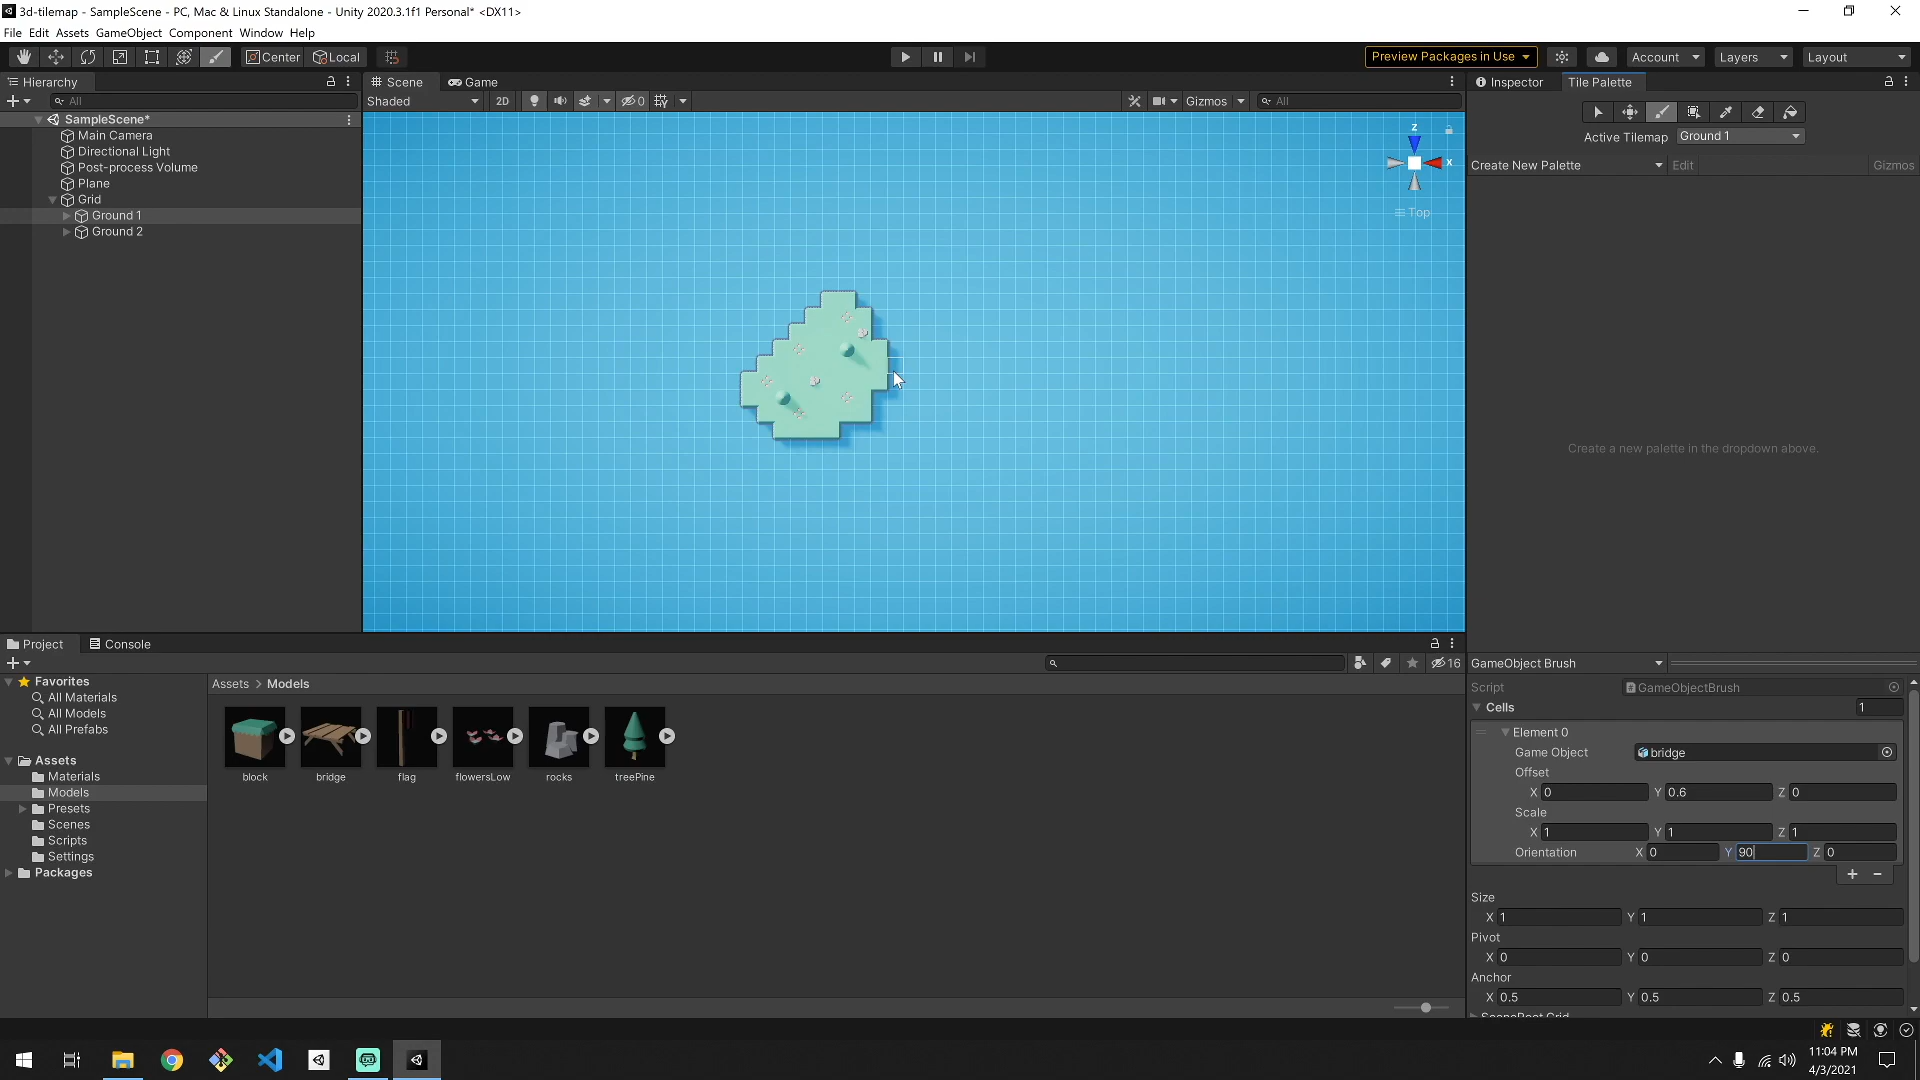 3d-tilemap - SampleScene - PC, Mac & Linux Standalone - Unity 2020.3.1f1 Personal* <DX11>
File Edit Assets GameObject Component Window Help
Center Local Preview Packages in Use Account Layers Layout
Hierarchy
All
SampleScene*
Main Camera
Directional Light
Post-process Volume
Plane
Grid
Ground 1
Ground 2
Scene Game
Shaded 2D 0 Gizmos All
z
x
Top
Inspector Tile Palette
Active Tilemap Ground 1
Create New Palette Edit Gizmos
Create a new palette in the dropdown above.
Project Console
16
Favorites
All Materials
All Models
All Prefabs
Assets
Materials
Models
Presets
Scenes
Scripts
Settings
Packages
Assets > Models
block bridge flag flowersLow rocks treePine
GameObject Brush
Script GameObjectBrush
Cells 1
Element 0
Game Object bridge
Offset
X 0 Y 0.6 Z 0
Scale
X 1 Y 1 Z 1
Orientation X 0 Y 90 Z 0
+ −
Size
X 1 Y 1 Z 1
Pivot
X 0 Y 0 Z 0
Anchor
X 0.5 Y 0.5 Z 0.5
SceneRoot Grid
11:04 PM
4/3/2021